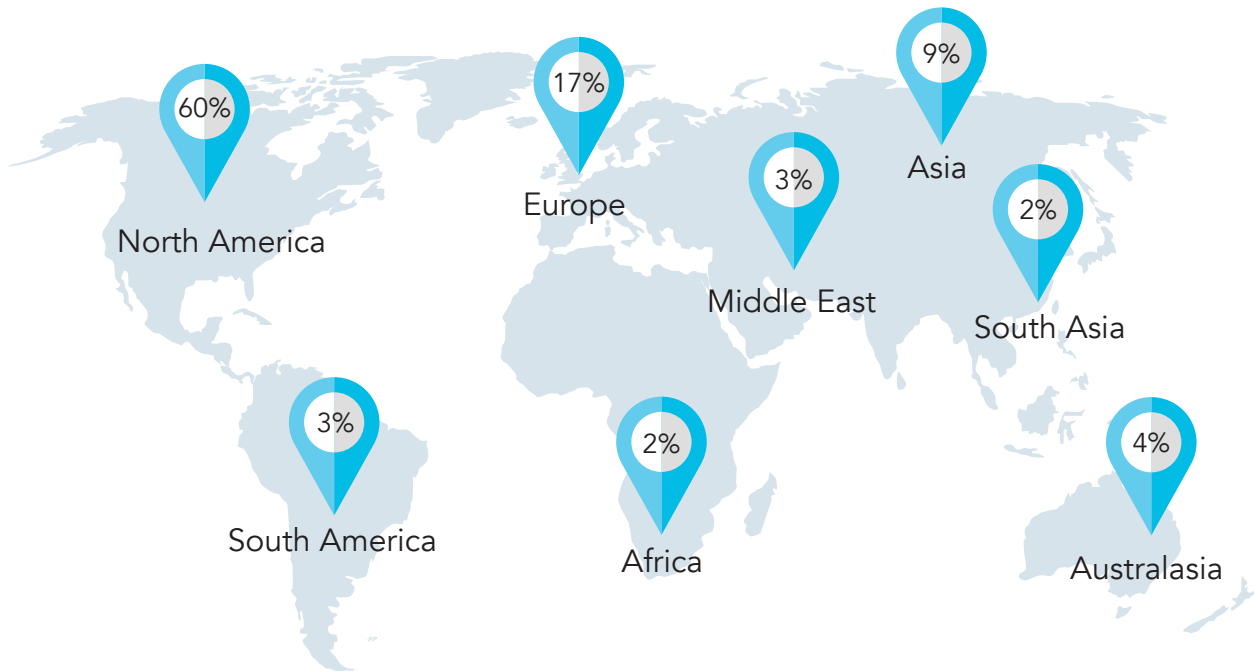 60%
North America
17%
Europe
9%
Asia
3%
Middle East
2%
South Asia
3%
South America
2%
Africa
4%
Australasia